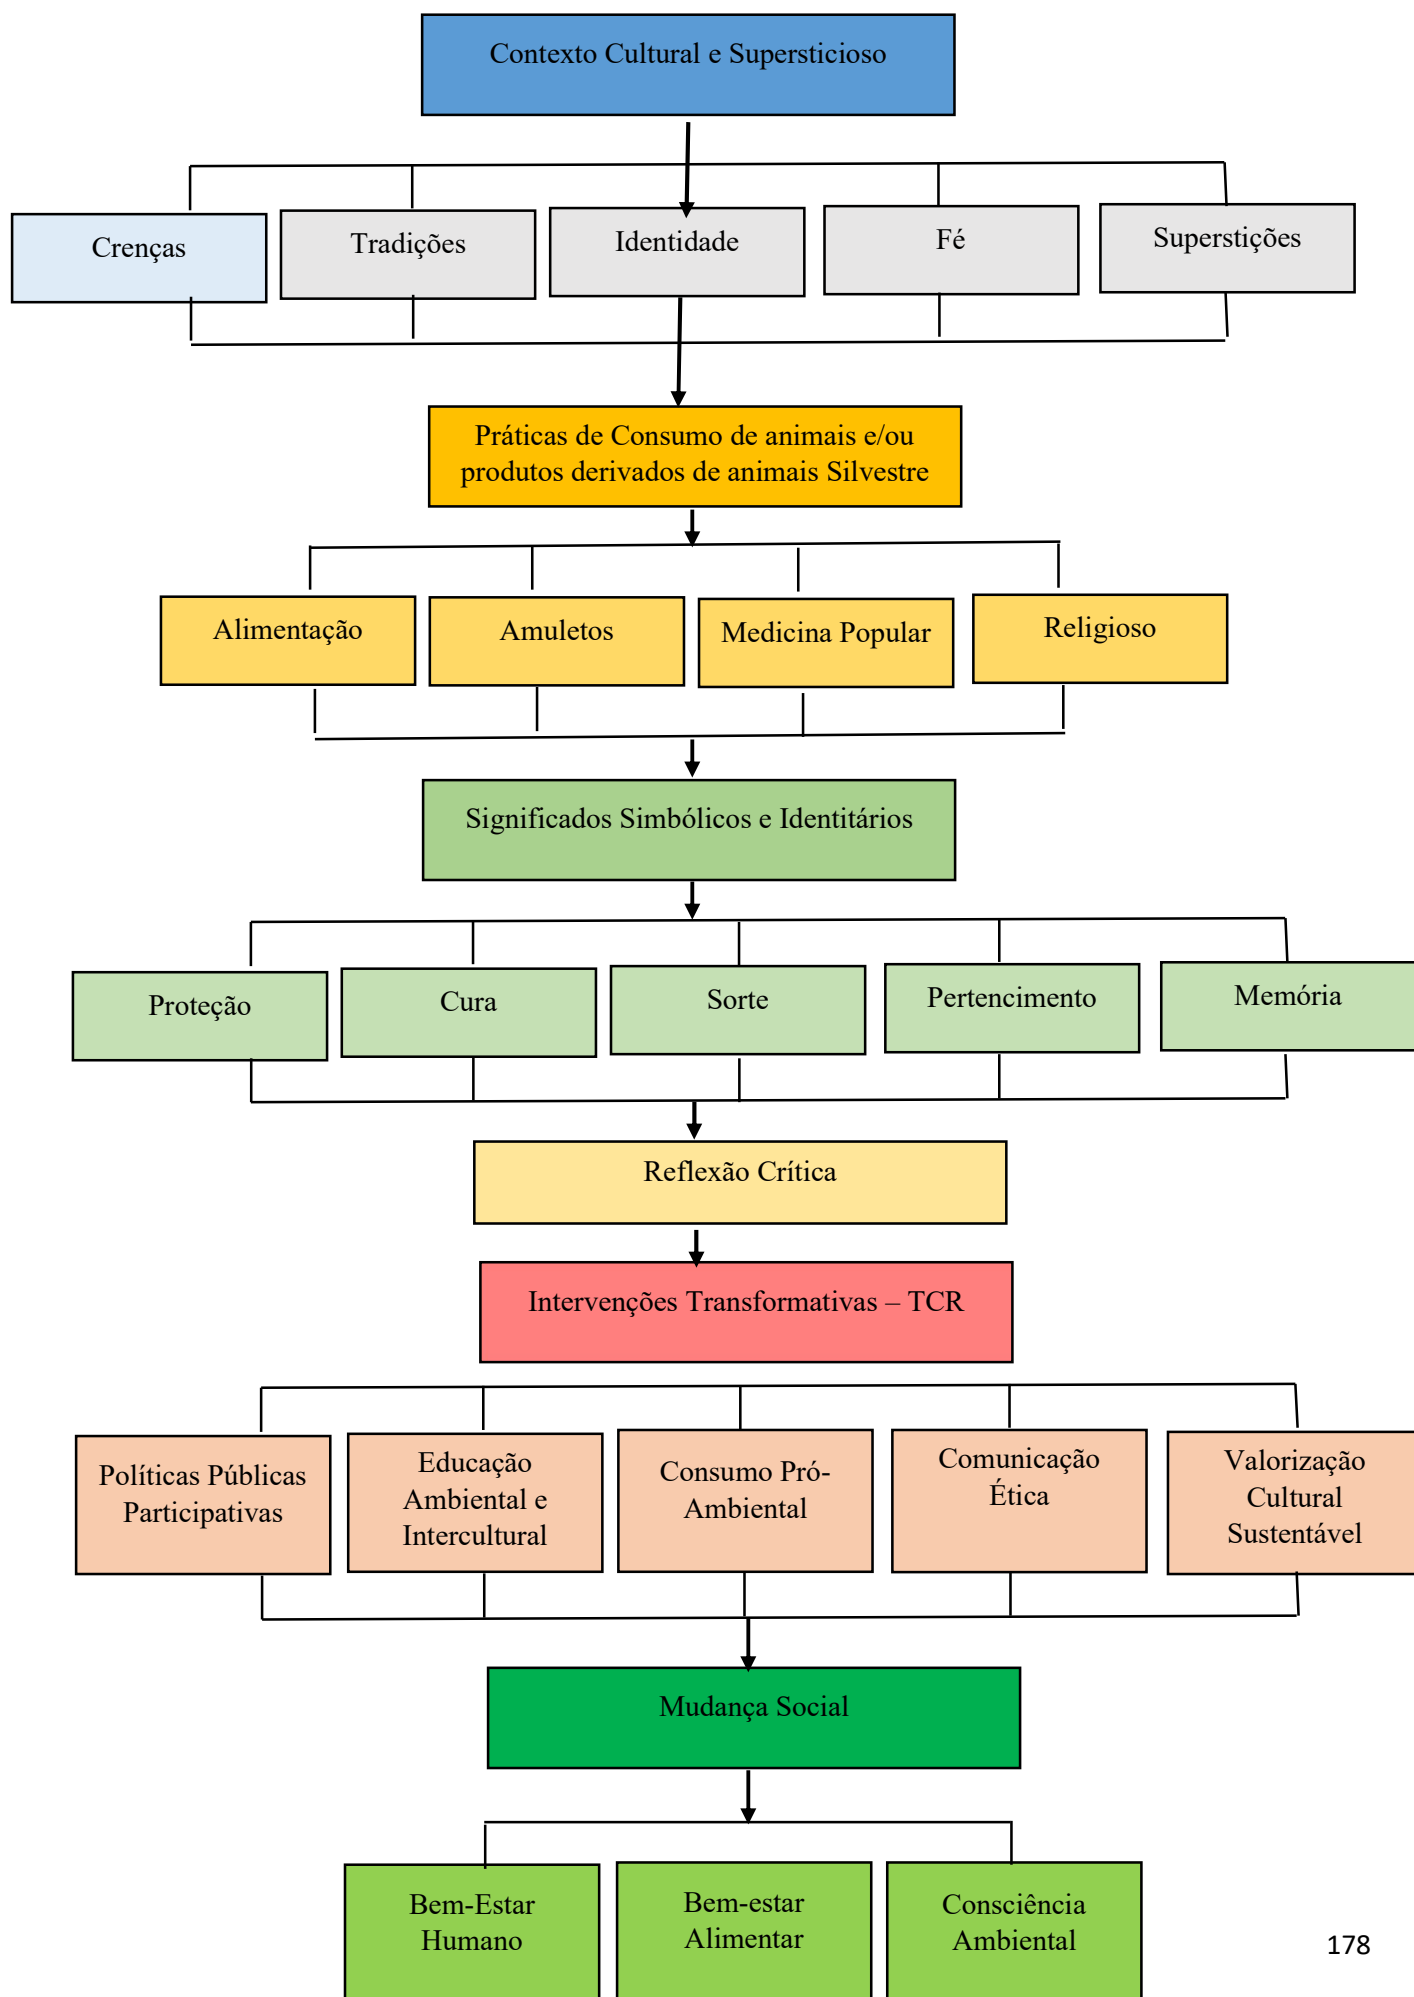 Contexto Cultural e Supersticioso
Crenças
Tradições
Identidade
Fé
Superstições
Práticas de Consumo de animais e/ou
produtos derivados de animais Silvestre
Alimentação
Amuletos
Medicina Popular
Religioso
Significados Simbólicos e Identitários
Proteção
Cura
Sorte
Pertencimento
Memória
Reflexão Crítica
Intervenções Transformativas – TCR
Políticas Públicas
Participativas
Educação
Ambiental e
Intercultural
Consumo Pró-
Ambiental
Comunicação
Ética
Valorização
Cultural
Sustentável
Mudança Social
Bem-Estar
Humano
Bem-estar
Alimentar
Consciência
Ambiental
178